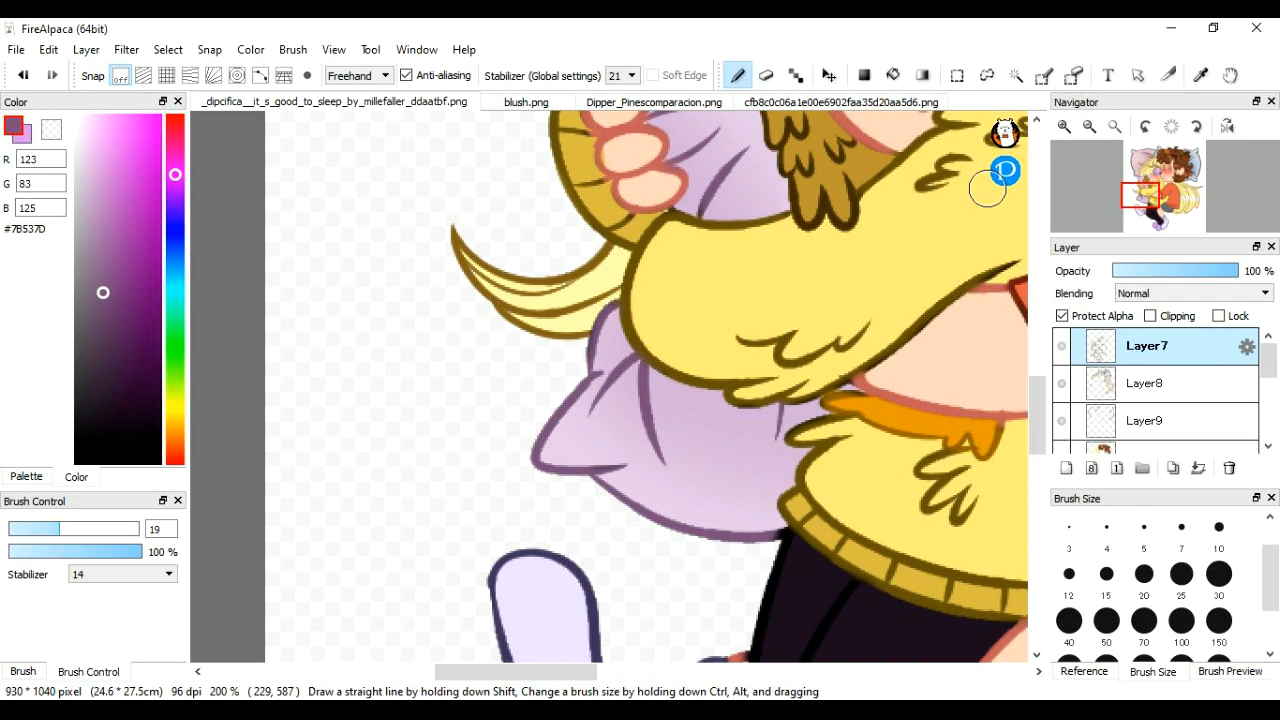 FireAlpaca (64bit)
File Edit Layer Filter Select Snap Color Brush View Tool Window Help
Snap off Freehand Anti-aliasing Stabilizer (Global settings) 21 Soft Edge
Color
_dipcifica__it_s_good_to_sleep_by_millefaller_ddaatbf.png blush.png Dipper_Pinescomparacion.png cfb8c0c06a1e00e6902faa35d20aa5d6.png
Navigator
R 123
G 83
B 125
#7B537D
Layer
Opacity 100 %
Blending Normal
Protect Alpha Clipping Lock
Layer7
Layer8
Layer9
8 1
Palette Color
Brush Control
19
100 %
Stabilizer 14
Brush Size
3 4 5 7 10
12 15 20 25 30
40 50 70 100 150
Brush Brush Control
Reference Brush Size Brush Preview
930 * 1040 pixel (24.6 * 27.5cm) 96 dpi 200 % ( 229, 587 ) Draw a straight line by holding down Shift, Change a brush size by holding down Ctrl, Alt, and dragging